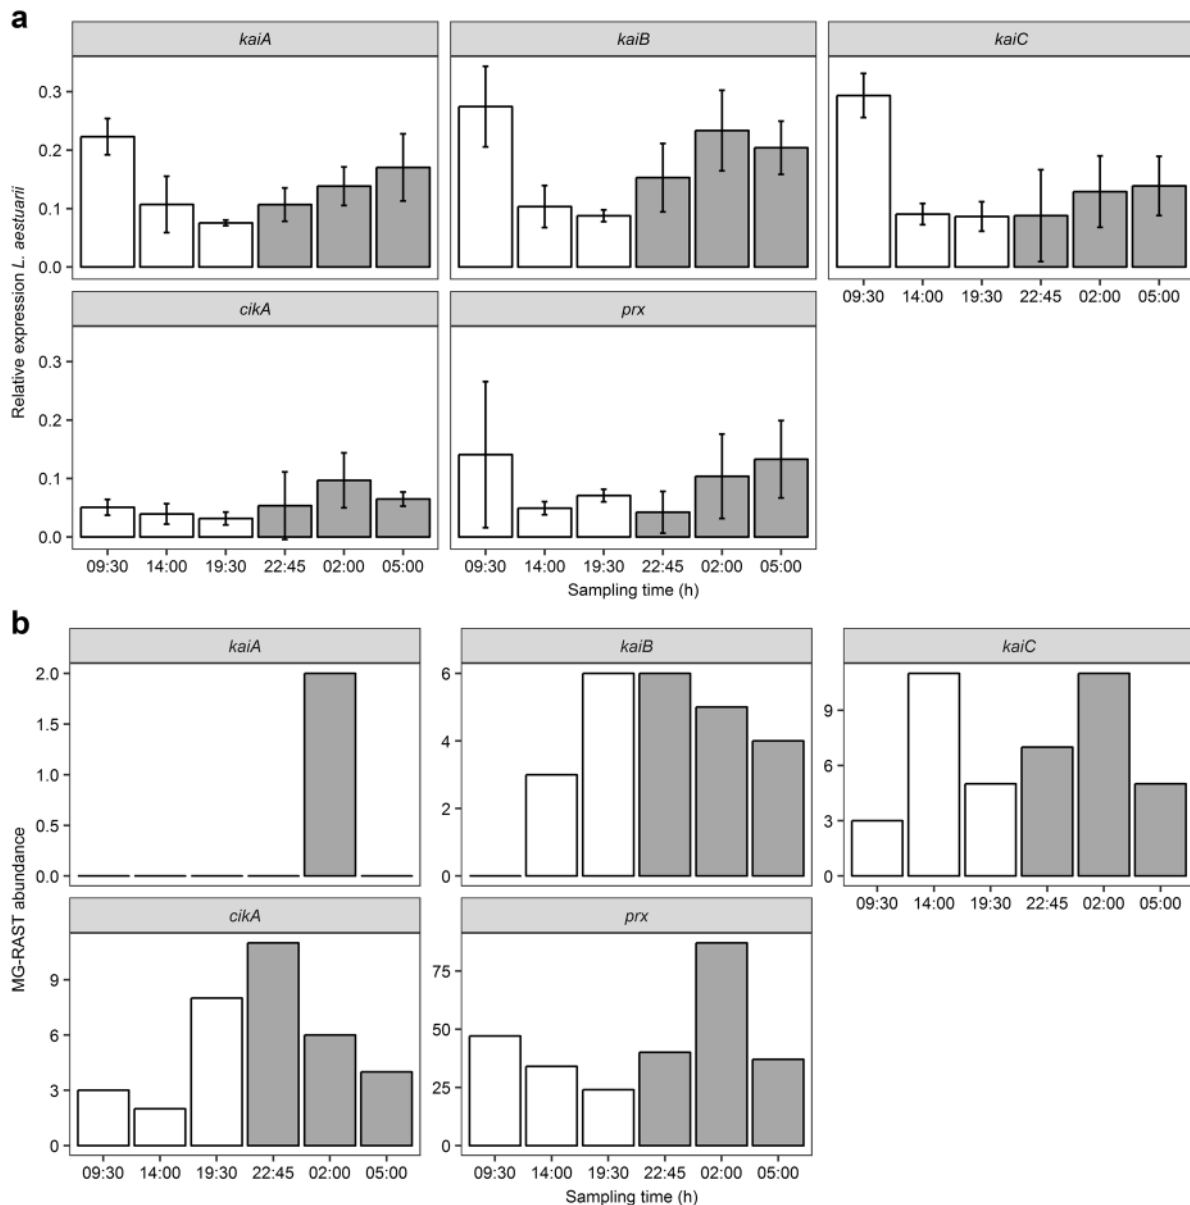 a
kaiA kaiB kaiC
0.3
0.2
0.1
0.0
09:30 14:00 19:30 22:45 02:00 05:00
cikA prx
0.3
0.2
0.1
0.0
09:30 14:00 19:30 22:45 02:00 05:00 09:30 14:00 19:30 22:45 02:00 05:00
Relative expression L. aestuarii
Sampling time (h)
b
kaiA kaiB kaiC
2.0
1.5
1.0
0.5
0.0
6
4
2
0
9
6
3
0
09:30 14:00 19:30 22:45 02:00 05:00
cikA prx
9
6
3
0
75
50
25
0
09:30 14:00 19:30 22:45 02:00 05:00 09:30 14:00 19:30 22:45 02:00 05:00
MG-RAST abundance
Sampling time (h)